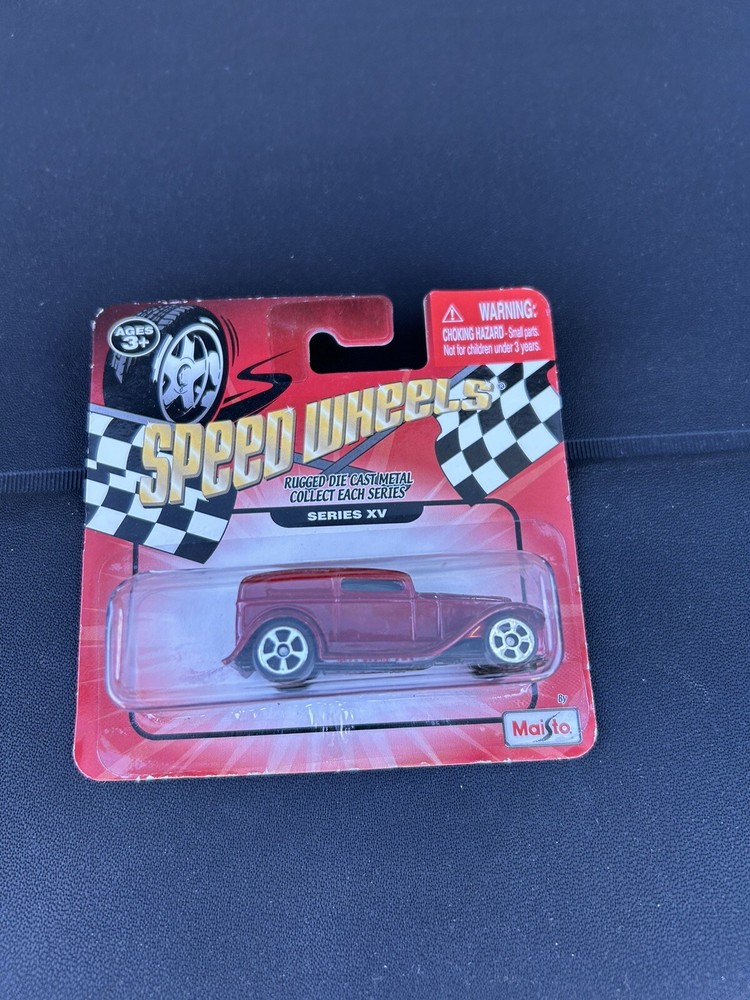 AGES
3+
WARNING:
CHOKING HAZARD - Small parts.
Not for children under 3 years.
SPEED WHEELS®
RUGGED DIE CAST METAL
COLLECT EACH SERIES
SERIES XV
By
Maisto